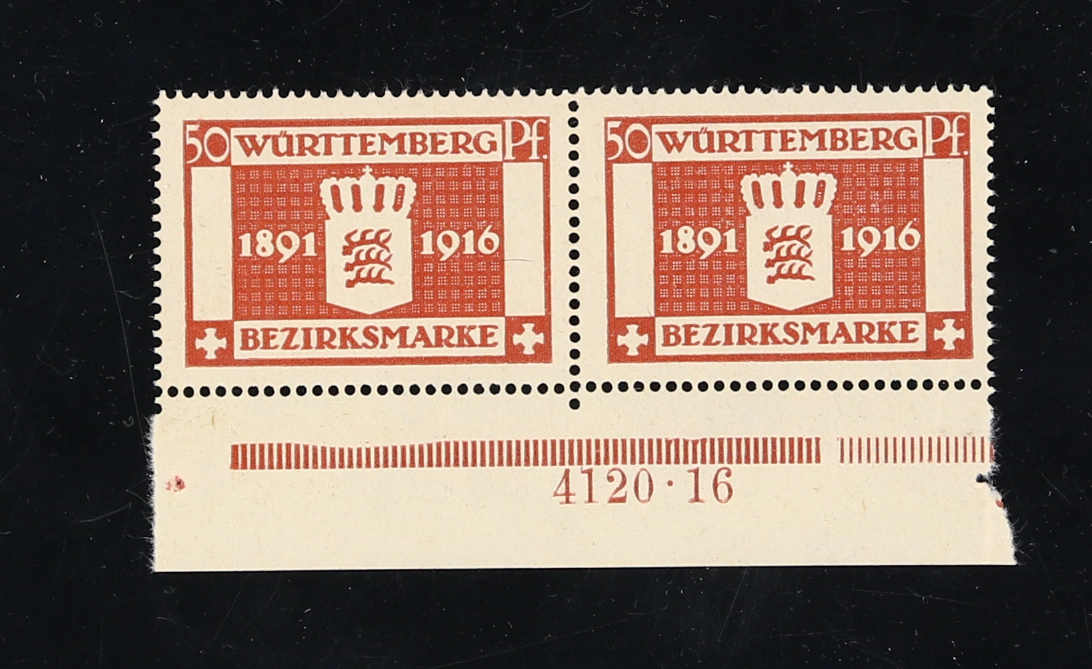 50 WÜRTTEMBERG Pf.
1891 1916
BEZIRKSMARKE
50 WÜRTTEMBERG Pf.
1891 1916
BEZIRKSMARKE
4120·16